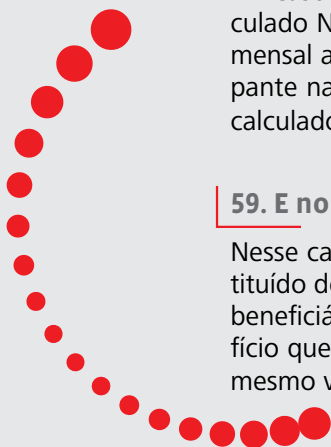 culado N
mensal a
pante na
calculado
59. E no
Nesse ca
tituído de
beneficiá
fício que
mesmo v